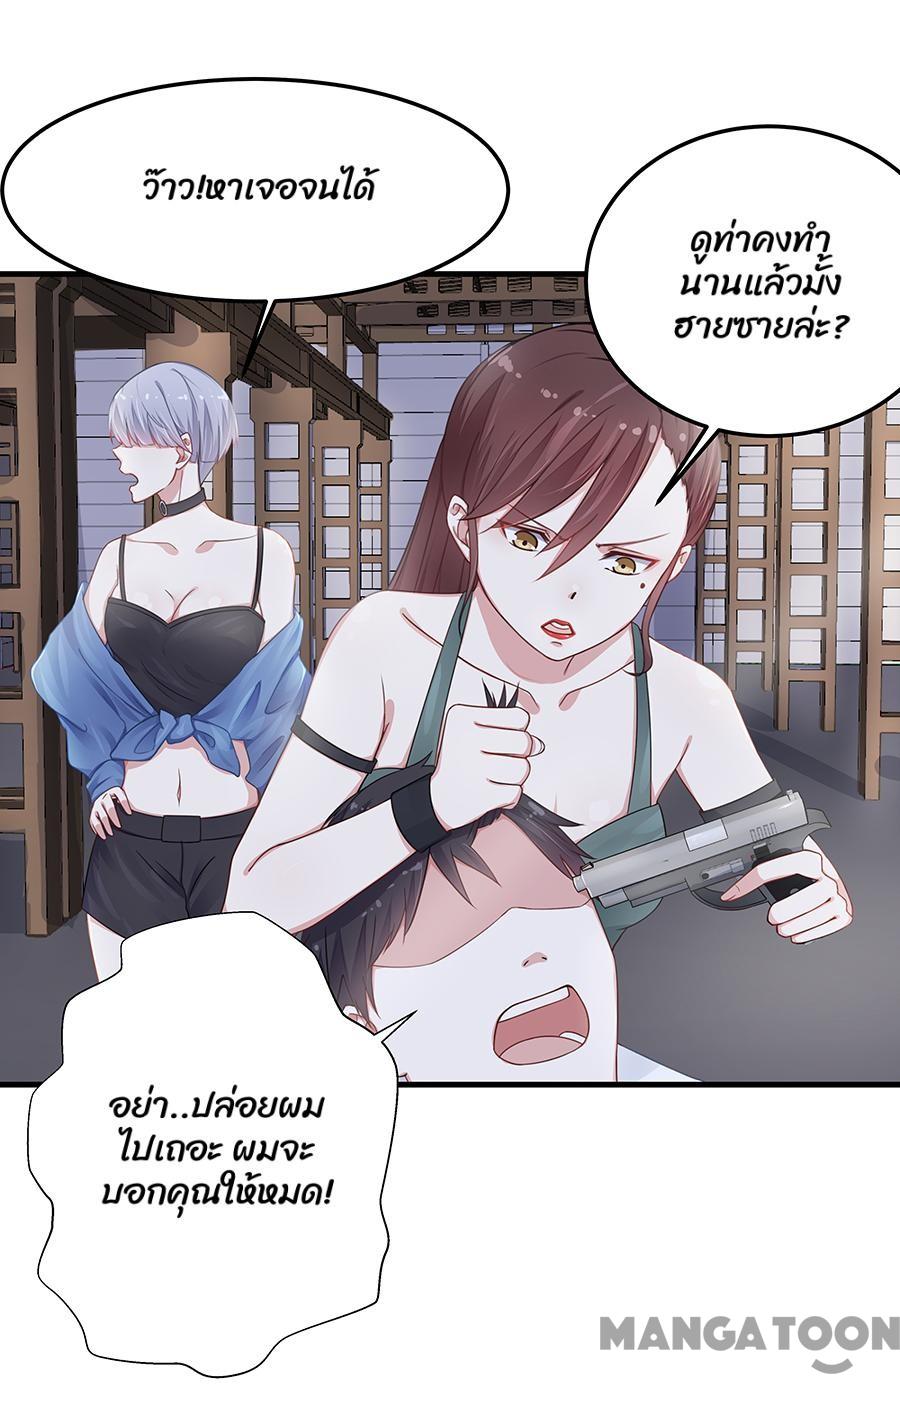 ว๊าว!หาเจอจนได้
ดูท่าคงทำ
นานแล้วมั้ง
ฮายซายล่ะ?
อย่า..ปล่อยผม
ไปเถอะ ผมจะ
บอกคุณให้หมด!
MANGATOON